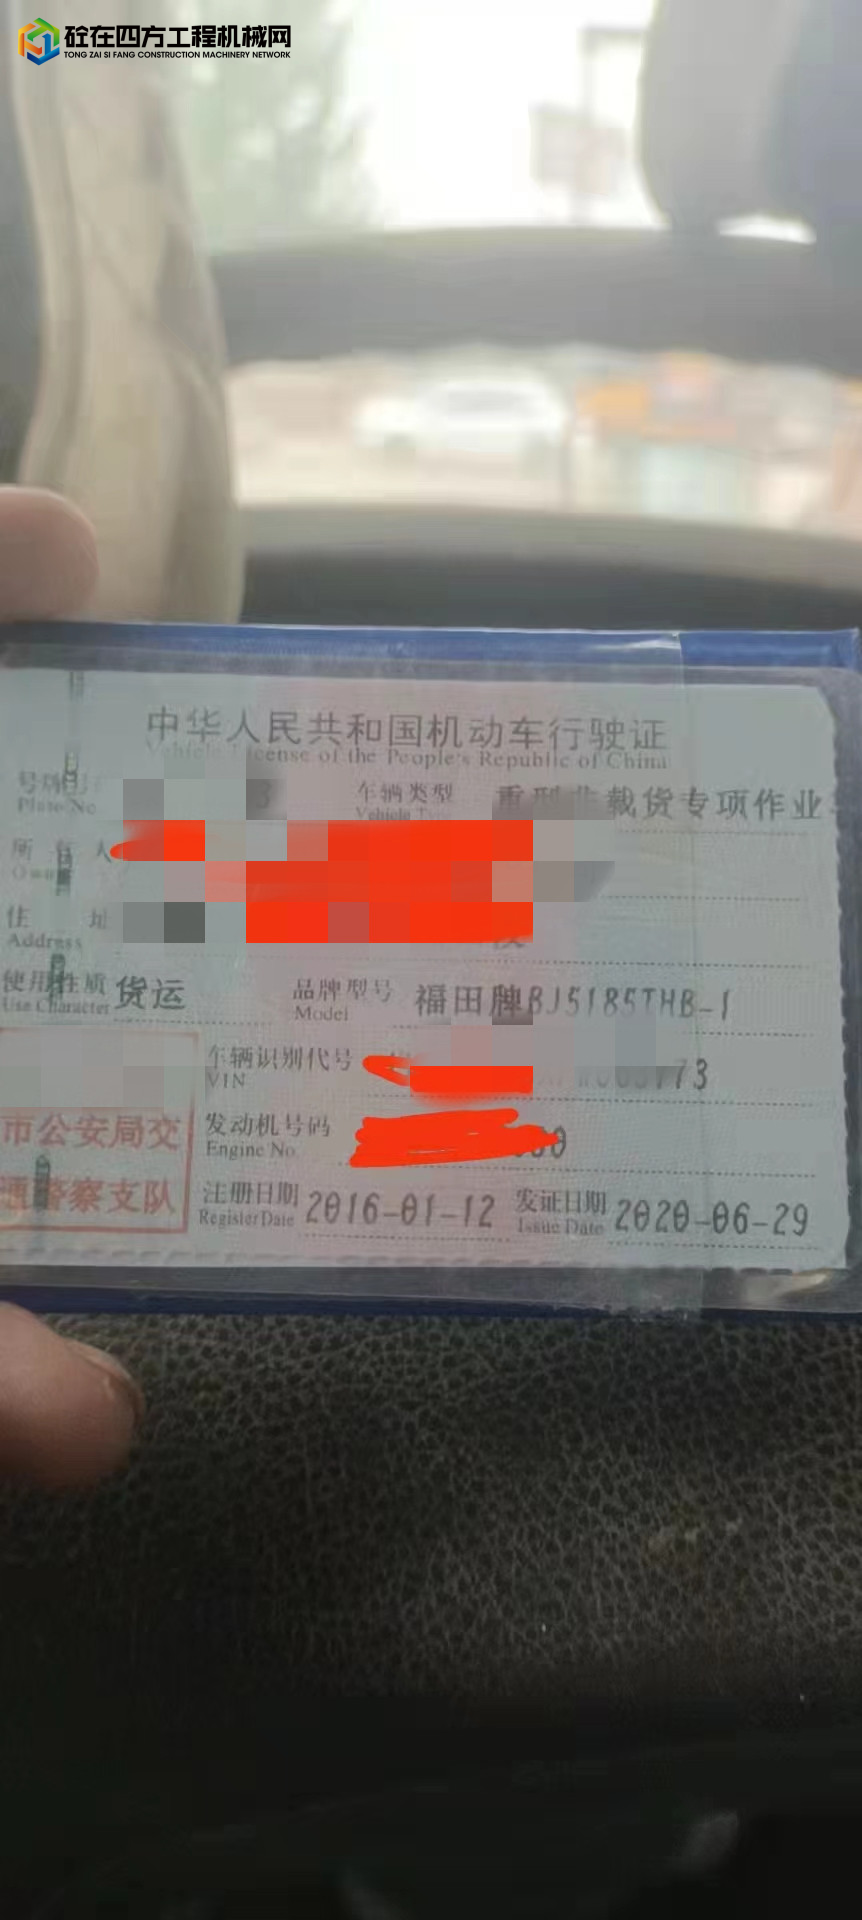 砼在四方工程机械网
TONG ZAI SI FANG CONSTRUCTION MACHINERY NETWORK
中华人民共和国机动车行驶证
Vehicle License of the People's Republic of China
号牌号 3 车辆类型 重型非载货专项作业
Plate No. Vehicle Type
所有人
Owner
住址
Address
使用性质 货运 品牌型号 福田牌BJ5185THB-1
Use Character Model
车辆识别代号 73
VIN
市公安局交 发动机号码
Engine No.
通警察支队 注册日期 2016-01-12 发证日期 2020-06-29
Register Date Issue Date